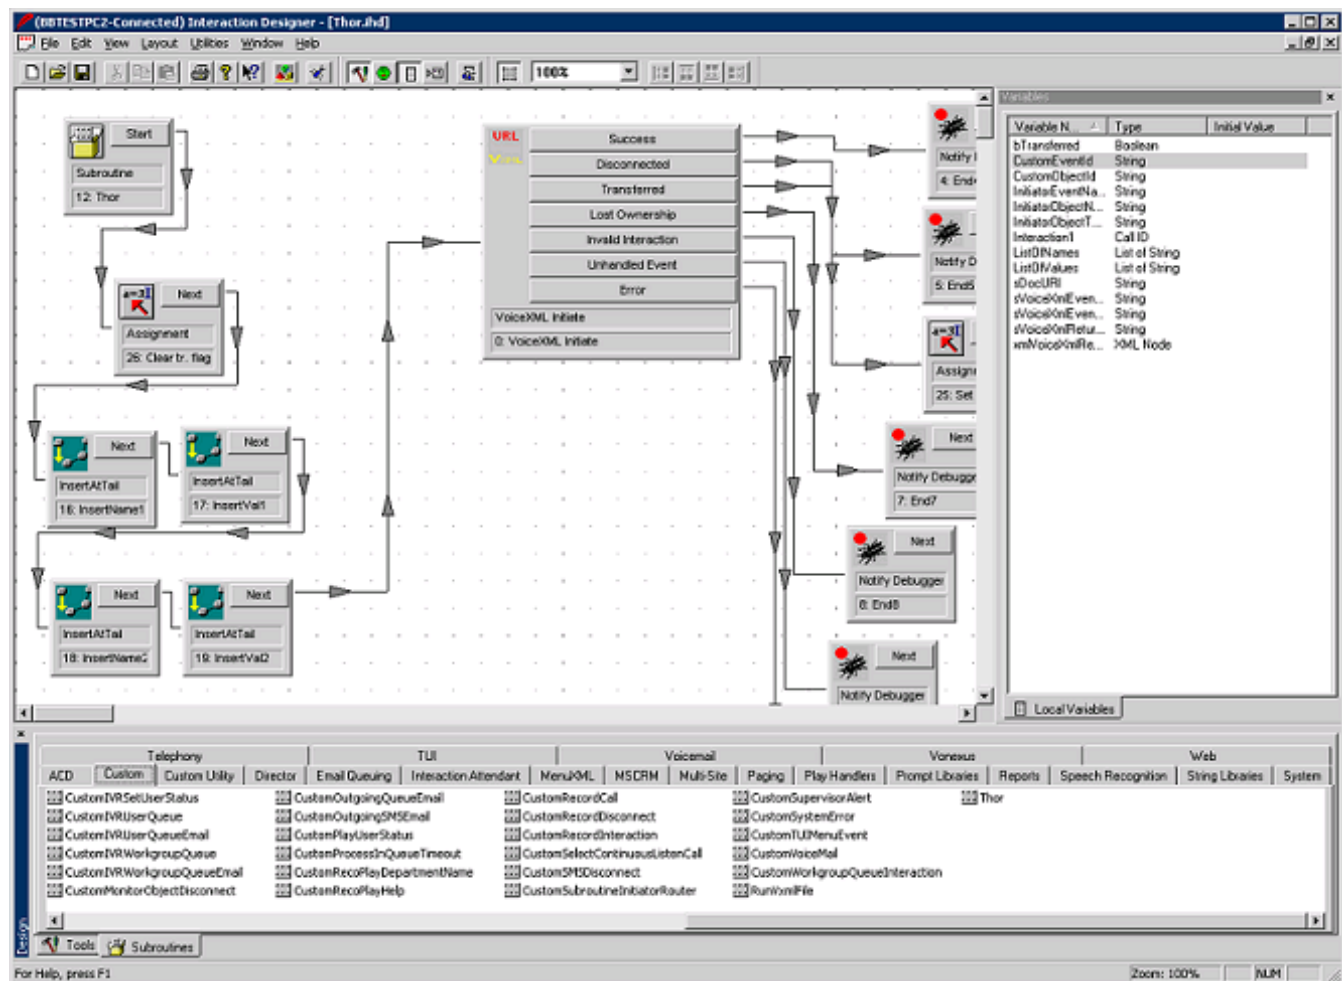 (BBTESTPC2-Connected) Interaction Designer - [Thor.ihd]
File Edit View Layout Utilities Window Help
100%
Start
Subroutine
12: Thor
Next
Assignment
26: Clear tr. flag
Next
InsertAtTail
16: InsertName1
Next
InsertAtTail
17: InsertVal1
Next
InsertAtTail
18: InsertName2
Next
InsertAtTail
19: InsertVal2
URL
Success
Disconnected
Transferred
Lost Ownership
Invalid Interaction
Unhandled Event
Error
VoiceXML Initiate
0: VoiceXML Initiate
Notify
4: End
Notify D
5: End5
Assignm
25: Set
Next
Notify Debugge
7: End7
Next
Notify Debugger
8: End8
Next
Notify Debugger
Variables
Variable N... Type Initial Value
bTransferred Boolean
CustomEventId String
CustomObjectId String
InitiatorEventNa... String
InitiatorObjectN... String
InitiatorObjectT... String
Interaction1 Call ID
ListOfNames List of String
ListOfValues List of String
sDocURI String
sVoiceXmlEven... String
sVoiceXmlEven... String
sVoiceXmlRetur... String
xmVoiceXmlRe... XML Node
Local Variables
Telephony TUI Voicemail Vonexus Web
ACD Custom Custom Utility Director Email Queuing Interaction Attendant MenuXML MSCRM Multi-Site Paging Play Handlers Prompt Libraries Reports Speech Recognition String Libraries System
CustomIVRSetUserStatus CustomOutgoingQueueEmail CustomRecordCall CustomSupervisorAlert Thor
CustomIVRUserQueue CustomOutgoingSMSEmail CustomRecordDisconnect CustomSystemError
CustomIVRUserQueueEmail CustomPlayUserStatus CustomRecordInteraction CustomTUIMenuEvent
CustomIVRWorkgroupQueue CustomProcessInQueueTimeout CustomSelectContinuousListenCall CustomVoiceMail
CustomIVRWorkgroupQueueEmail CustomRecoPlayDepartmentName CustomSMSDisconnect CustomWorkgroupQueueInteraction
CustomMonitorObjectDisconnect CustomRecoPlayHelp CustomSubroutineInitiatorRouter RunVxmlFile
Design
Tools Subroutines
For Help, press F1
Zoom: 100% NUM